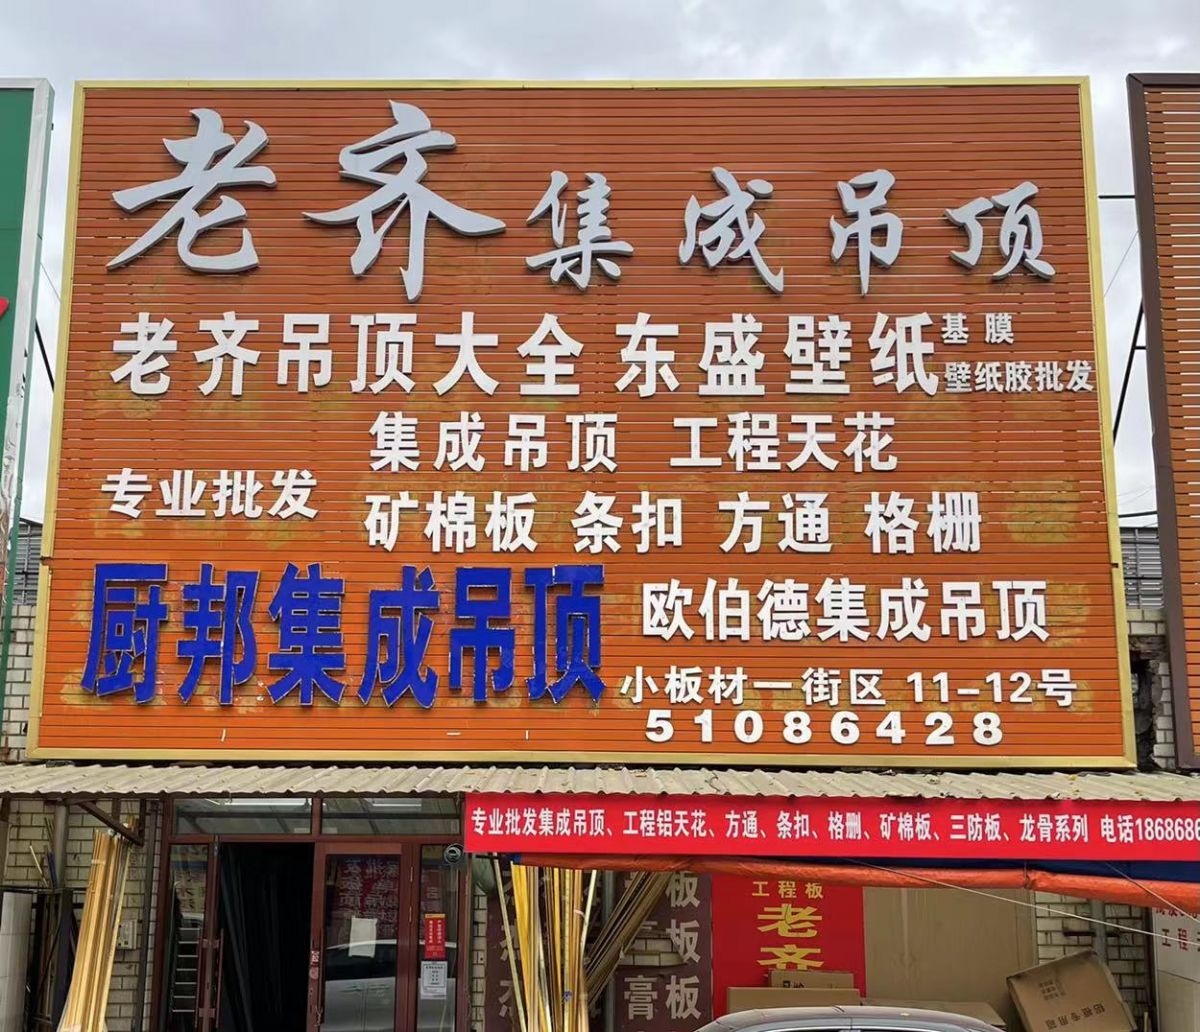 老齐集成吊顶
老齐吊顶大全 东盛壁纸 基膜
壁纸胶批发
集成吊顶 工程天花
专业批发
矿棉板 条扣 方通 格栅
厨邦集成吊顶 欧伯德集成吊顶
小板材一街区 11-12号
51086428
专业批发集成吊顶、工程铝天花、方通、条扣、格删、矿棉板、三防板、龙骨系列 电话1868686
工程板
老齐
板
板
膏板
工程